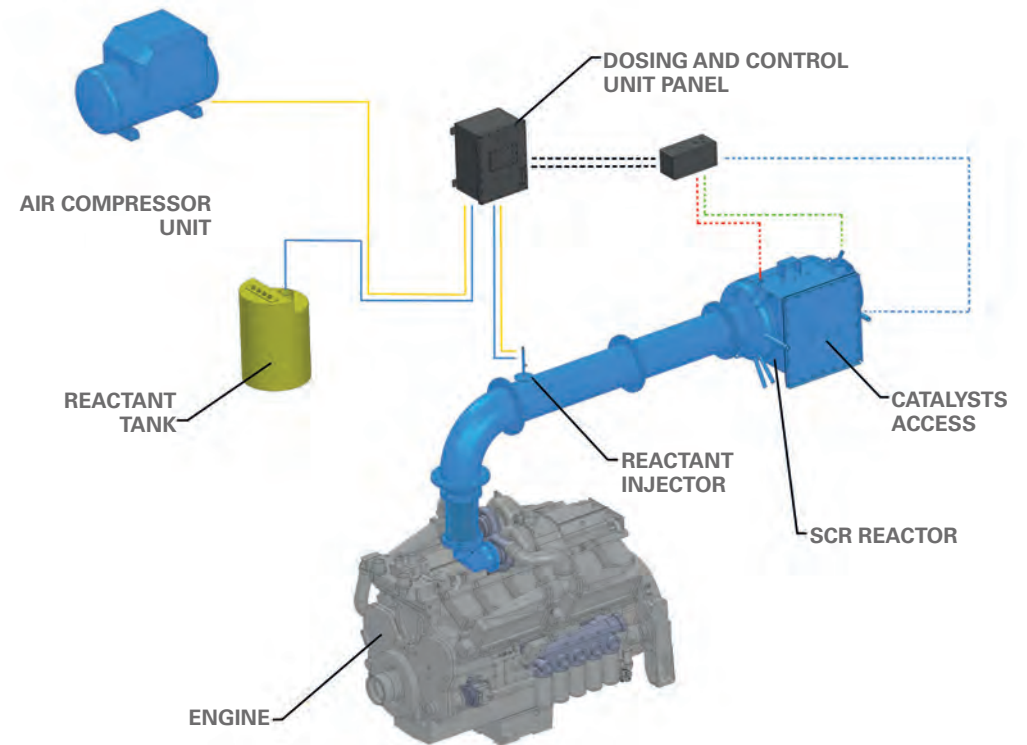 DOSING AND CONTROL
UNIT PANEL
AIR COMPRESSOR
UNIT
REACTANT
TANK
CATALYSTS
ACCESS
REACTANT
INJECTOR
SCR REACTOR
ENGINE